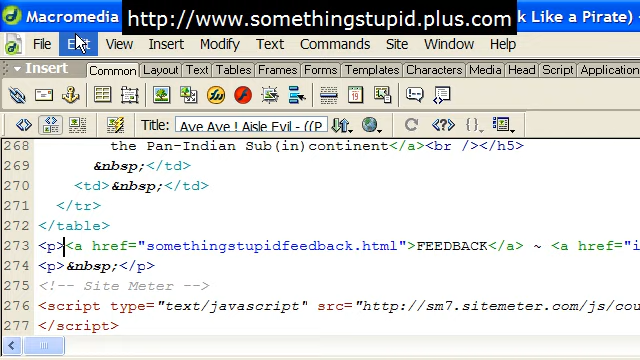 Macromedia http://www.somethingstupid.plus.com k Like a Pirate) -
File Edit View Insert Modify Text Commands Site Window Help
Insert Common Layout Text Tables Frames Forms Templates Characters Media Head Script Application
Title: Aye Aye ! Aisle Evil - ((P
268 the Pan-Indian Sub(in)continent</a><br /></h5>
269 &nbsp;</td>
270 <td>&nbsp;</td>
271 </tr>
272 </table>
273 <p><a href="somethingstupidfeedback.html">FEEDBACK</a> ~ <a href="i
274 <p>&nbsp;</p>
275 <!-- Site Meter -->
276 <script type="text/javascript" src="http://sm7.sitemeter.com/js/cou
277 </script>